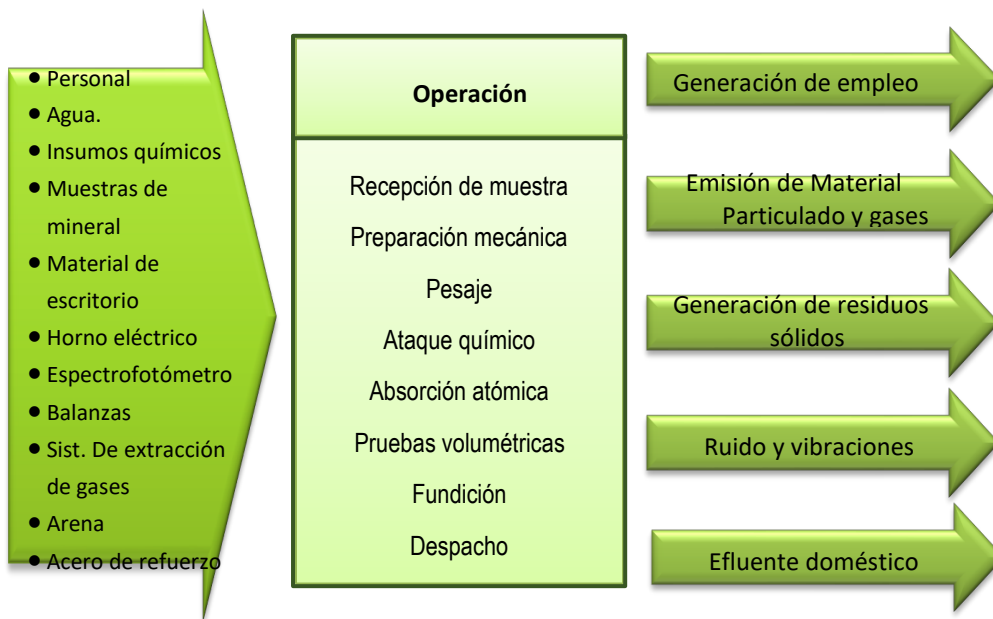 • Personal
• Agua.
• Insumos químicos
• Muestras de
mineral
• Material de
escritorio
• Horno eléctrico
• Espectrofotómetro
• Balanzas
• Sist. De extracción
de gases
• Arena
• Acero de refuerzo
Operación
Recepción de muestra
Preparación mecánica
Pesaje
Ataque químico
Absorción atómica
Pruebas volumétricas
Fundición
Despacho
Generación de empleo
Emisión de Material
Particulado y gases
Generación de residuos
sólidos
Ruido y vibraciones
Efluente doméstico